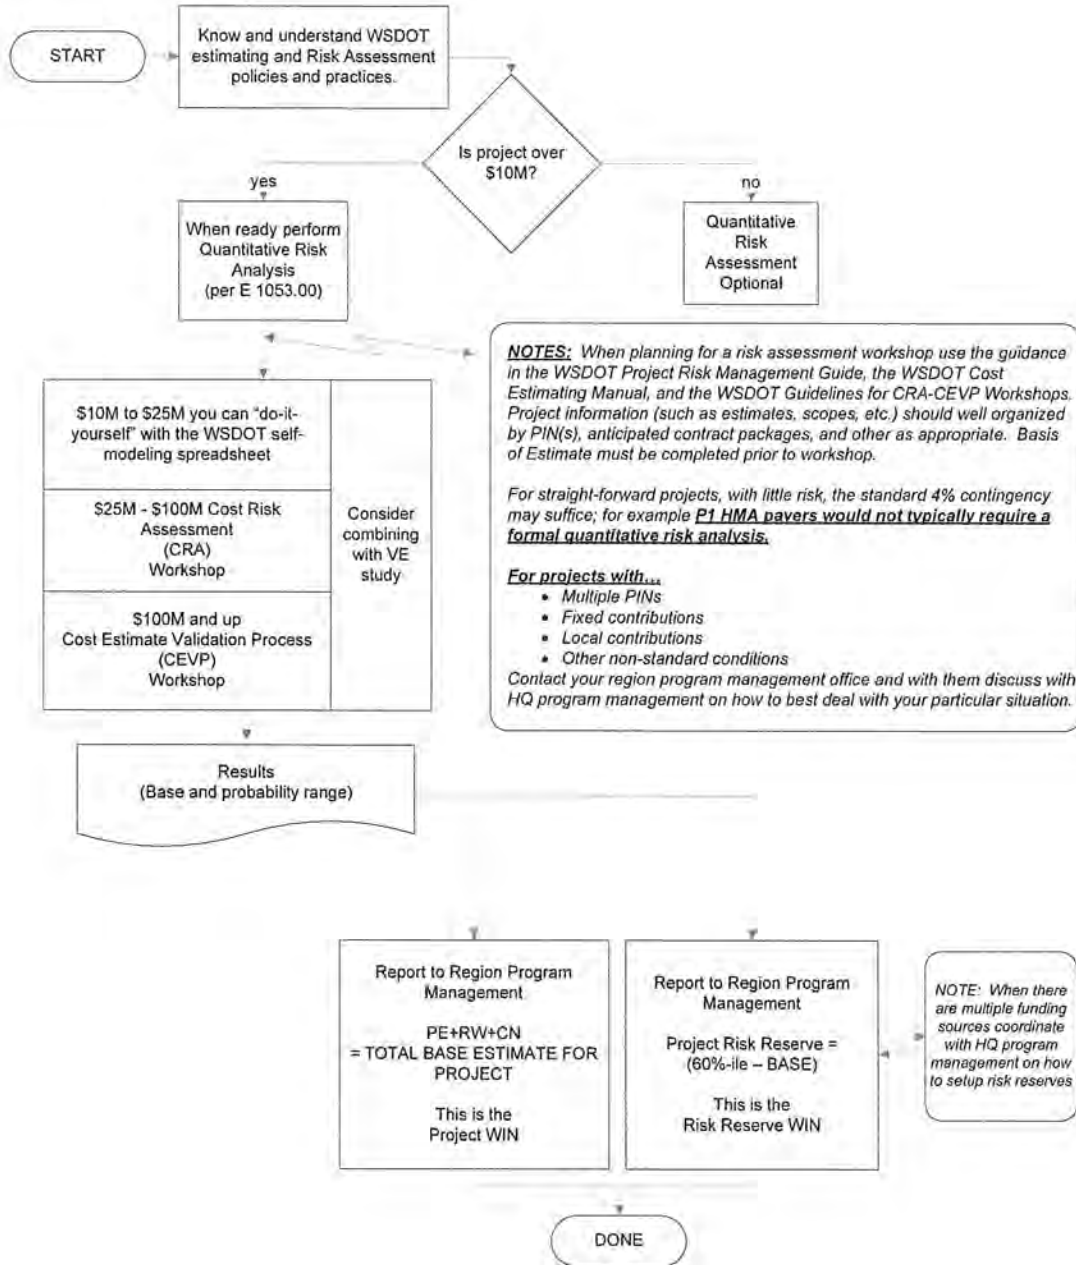 START
Know and understand WSDOT
estimating and Risk Assessment
policies and practices.
Is project over
$10M?
yes
no
When ready perform
Quantitative Risk
Analysis
(per E 1053.00)
Quantitative
Risk
Assessment
Optional
NOTES: When planning for a risk assessment workshop use the guidance
in the WSDOT Project Risk Management Guide, the WSDOT Cost
Estimating Manual, and the WSDOT Guidelines for CRA-CEVP Workshops.
Project information (such as estimates, scopes, etc.) should well organized
by PIN(s), anticipated contract packages, and other as appropriate. Basis
of Estimate must be completed prior to workshop.
For straight-forward projects, with little risk, the standard 4% contingency
may suffice; for example P1 HMA pavers would not typically require a
formal quantitative risk analysis.
For projects with...
• Multiple PINs
• Fixed contributions
• Local contributions
• Other non-standard conditions
Contact your region program management office and with them discuss with
HQ program management on how to best deal with your particular situation.
$10M to $25M you can "do-it-
yourself" with the WSDOT self-
modeling spreadsheet
$25M - $100M Cost Risk
Assessment
(CRA)
Workshop
$100M and up
Cost Estimate Validation Process
(CEVP)
Workshop
Consider
combining
with VE
study
Results
(Base and probability range)
Report to Region Program
Management
PE+RW+CN
= TOTAL BASE ESTIMATE FOR
PROJECT
This is the
Project WIN
Report to Region Program
Management
Project Risk Reserve =
(60%-ile – BASE)
This is the
Risk Reserve WIN
NOTE: When there
are multiple funding
sources coordinate
with HQ program
management on how
to setup risk reserves
DONE